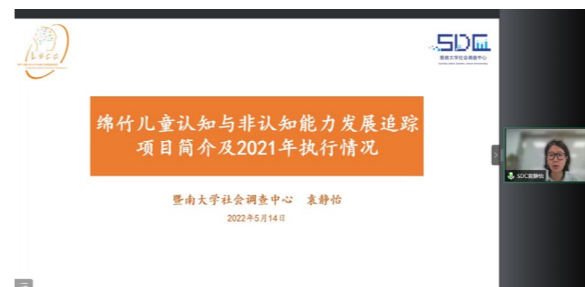 SDC
暨南大学社会调查中心
绵竹儿童认知与非认知能力发展追踪
项目简介及2021年执行情况
暨南大学社会调查中心 袁静怡
2022年5月14日
SDC袁静怡